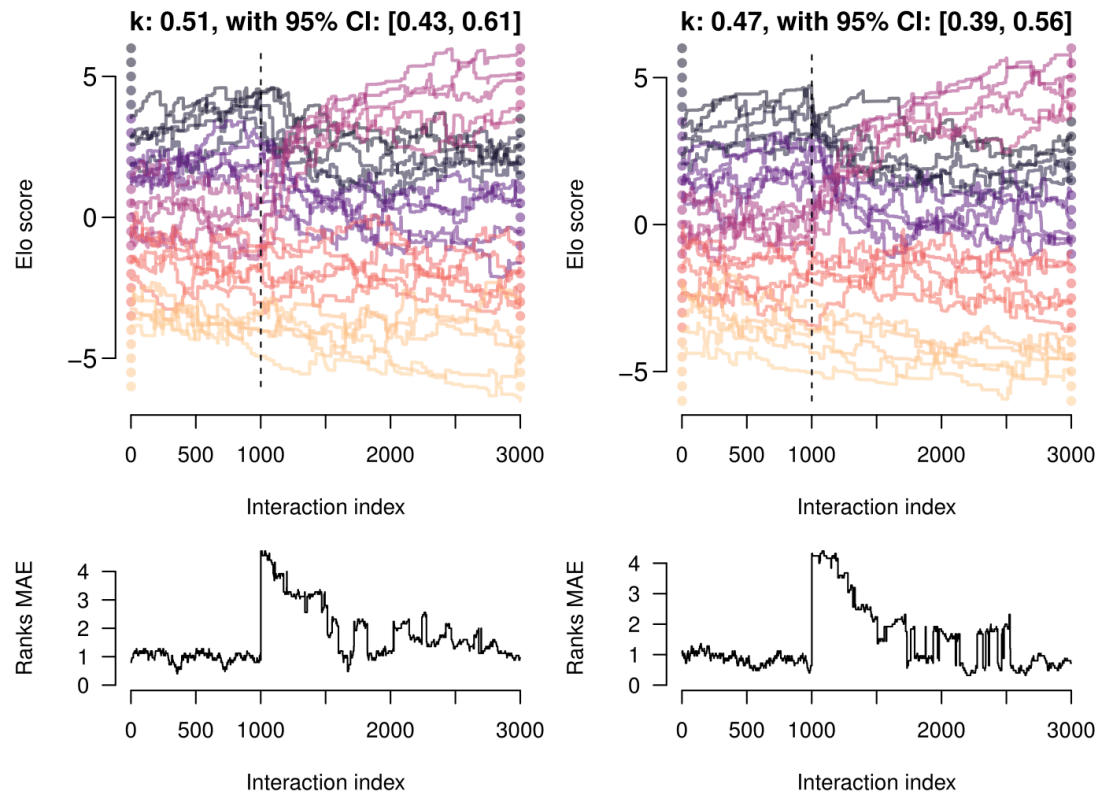 k: 0.51, with 95% CI: [0.43, 0.61]
5
0
−5
Elo score
0 500 1000 2000 3000
Interaction index
4
3
2
1
0
Ranks MAE
0 500 1000 2000 3000
Interaction index
k: 0.47, with 95% CI: [0.39, 0.56]
5
0
−5
Elo score
0 500 1000 2000 3000
Interaction index
4
3
2
1
0
Ranks MAE
0 500 1000 2000 3000
Interaction index